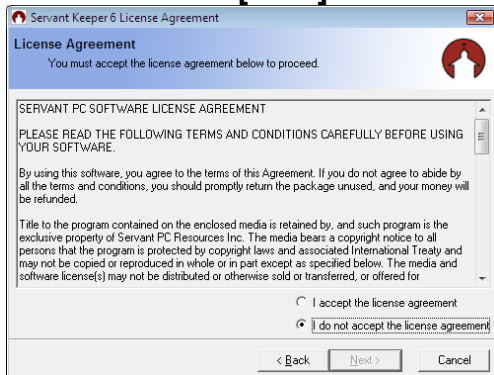 Servant Keeper 6 License Agreement
License Agreement
You must accept the license agreement below to proceed.
SERVANT PC SOFTWARE LICENSE AGREEMENT
PLEASE READ THE FOLLOWING TERMS AND CONDITIONS CAREFULLY BEFORE USING
YOUR SOFTWARE.
By using this software, you agree to the terms of this Agreement. If you do not agree to abide by
all the terms and conditions, you should promptly return the package unused, and your money will
be refunded.
Title to the program contained on the enclosed media is retained by, and such program is the
exclusive property of Servant PC Resources Inc. The media bears a copyright notice to all
persons that the program is protected by copyright laws and associated International Treaty and
may not be copied or reproduced in whole or in part except as specified below. The media and
software license(s) may not be distributed or otherwise sold or transferred, or offered for
I accept the license agreement
I do not accept the license agreement
< Back Next > Cancel